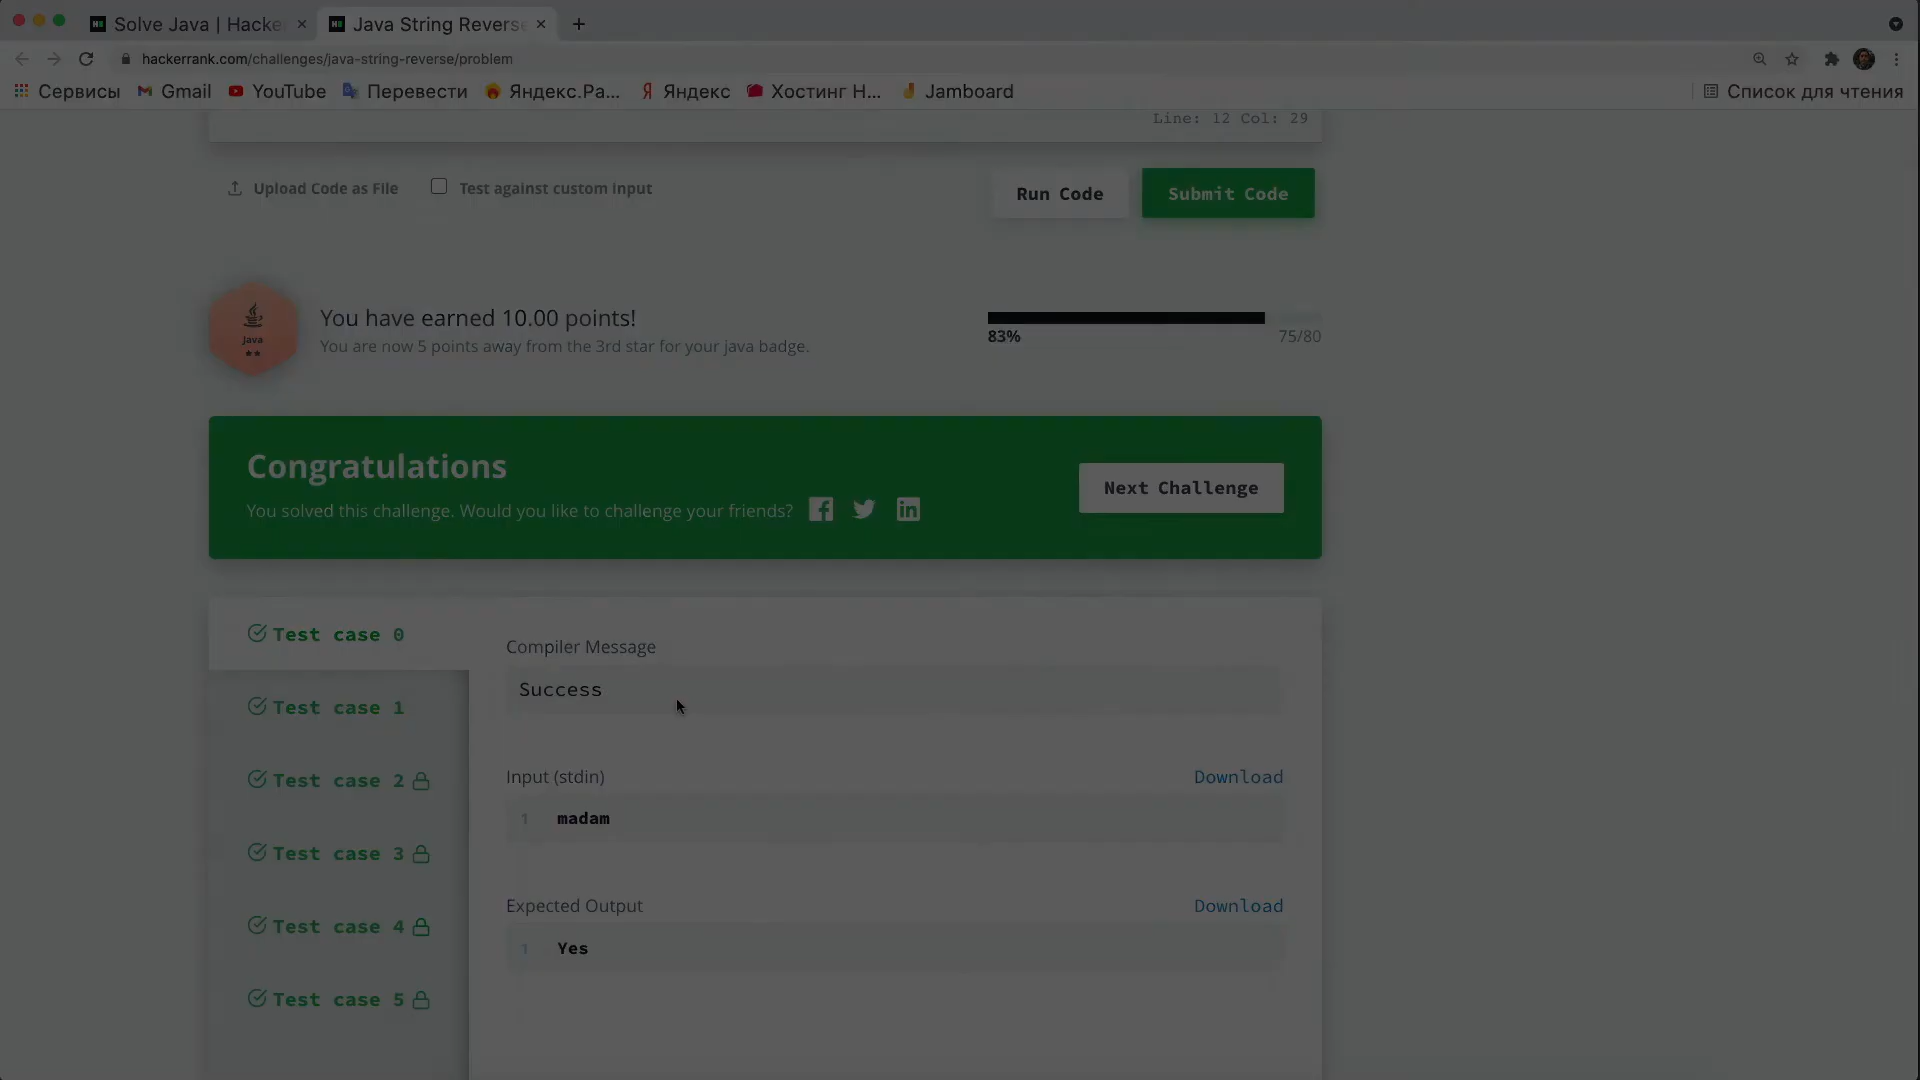 Solve Java | Hacke
Java String Reverse
hackerrank.com/challenges/java-string-reverse/problem
Сервисы Gmail YouTube Перевести Яндекс.Ра... Яндекс Хостинг Н... Jamboard Список для чтения
Line: 12 Col: 29
Upload Code as File Test against custom input Run Code Submit Code
Java
You have earned 10.00 points!
You are now 5 points away from the 3rd star for your java badge.
83% 75/80
Congratulations
You solved this challenge. Would you like to challenge your friends?
Next Challenge
Test case 0
Test case 1
Test case 2
Test case 3
Test case 4
Test case 5
Compiler Message
Success
Input (stdin) Download
1 madam
Expected Output Download
1 Yes